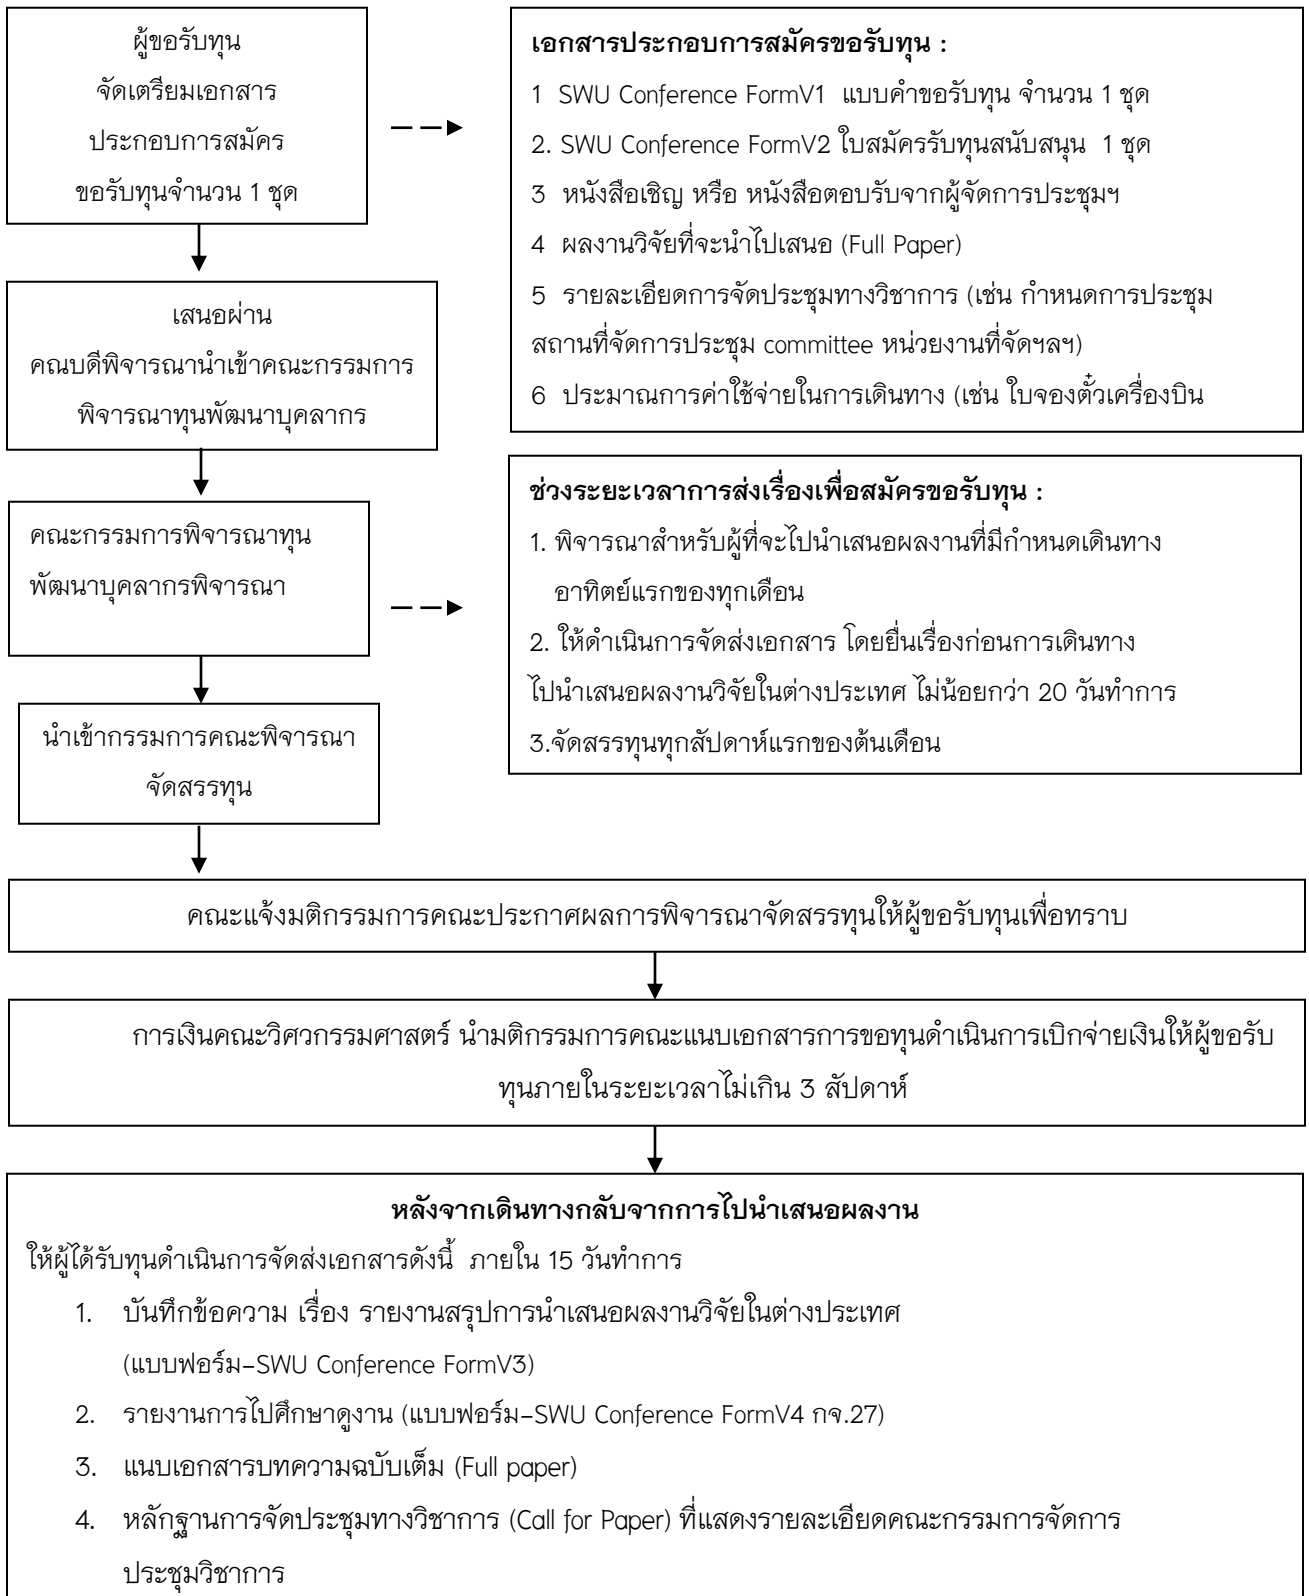 ผู้ขอรับทุน
จัดเตรียมเอกสาร
ประกอบการสมัคร
ขอรับทุนจำนวน 1 ชุด
เอกสารประกอบการสมัครขอรับทุน :
1 SWU Conference FormV1 แบบคำขอรับทุน จำนวน 1 ชุด
2. SWU Conference FormV2 ใบสมัครรับทุนสนับสนุน 1 ชุด
3 หนังสือเชิญ หรือ หนังสือตอบรับจากผู้จัดการประชุมฯ
4 ผลงานวิจัยที่จะนำไปเสนอ (Full Paper)
5 รายละเอียดการจัดประชุมทางวิชาการ (เช่น กำหนดการประชุม
สถานที่จัดการประชุม committee หน่วยงานที่จัดฯลฯ)
6 ประมาณการค่าใช้จ่ายในการเดินทาง (เช่น ใบจองตั๋วเครื่องบิน
เสนอผ่าน
คณบดีพิจารณานำเข้าคณะกรรมการ
พิจารณาทุนพัฒนาบุคลากร
คณะกรรมการพิจารณาทุน
พัฒนาบุคลากรพิจารณา
ช่วงระยะเวลาการส่งเรื่องเพื่อสมัครขอรับทุน :
1. พิจารณาสำหรับผู้ที่จะไปนำเสนอผลงานที่มีกำหนดเดินทาง
อาทิตย์แรกของทุกเดือน
2. ให้ดำเนินการจัดส่งเอกสาร โดยยื่นเรื่องก่อนการเดินทาง
ไปนำเสนอผลงานวิจัยในต่างประเทศ ไม่น้อยกว่า 20 วันทำการ
3.จัดสรรทุนทุกสัปดาห์แรกของต้นเดือน
นำเข้ากรรมการคณะพิจารณา
จัดสรรทุน
คณะแจ้งมติกรรมการคณะประกาศผลการพิจารณาจัดสรรทุนให้ผู้ขอรับทุนเพื่อทราบ
การเงินคณะวิศวกรรมศาสตร์ นำมติกรรมการคณะแนบเอกสารการขอทุนดำเนินการเบิกจ่ายเงินให้ผู้ขอรับ
ทุนภายในระยะเวลาไม่เกิน 3 สัปดาห์
หลังจากเดินทางกลับจากการไปนำเสนอผลงาน
ให้ผู้ได้รับทุนดำเนินการจัดส่งเอกสารดังนี้ ภายใน 15 วันทำการ
1. บันทึกข้อความ เรื่อง รายงานสรุปการนำเสนอผลงานวิจัยในต่างประเทศ
(แบบฟอร์ม-SWU Conference FormV3)
2. รายงานการไปศึกษาดูงาน (แบบฟอร์ม-SWU Conference FormV4 กจ.27)
3. แนบเอกสารบทความฉบับเต็ม (Full paper)
4. หลักฐานการจัดประชุมทางวิชาการ (Call for Paper) ที่แสดงรายละเอียดคณะกรรมการจัดการ
ประชุมวิชาการ